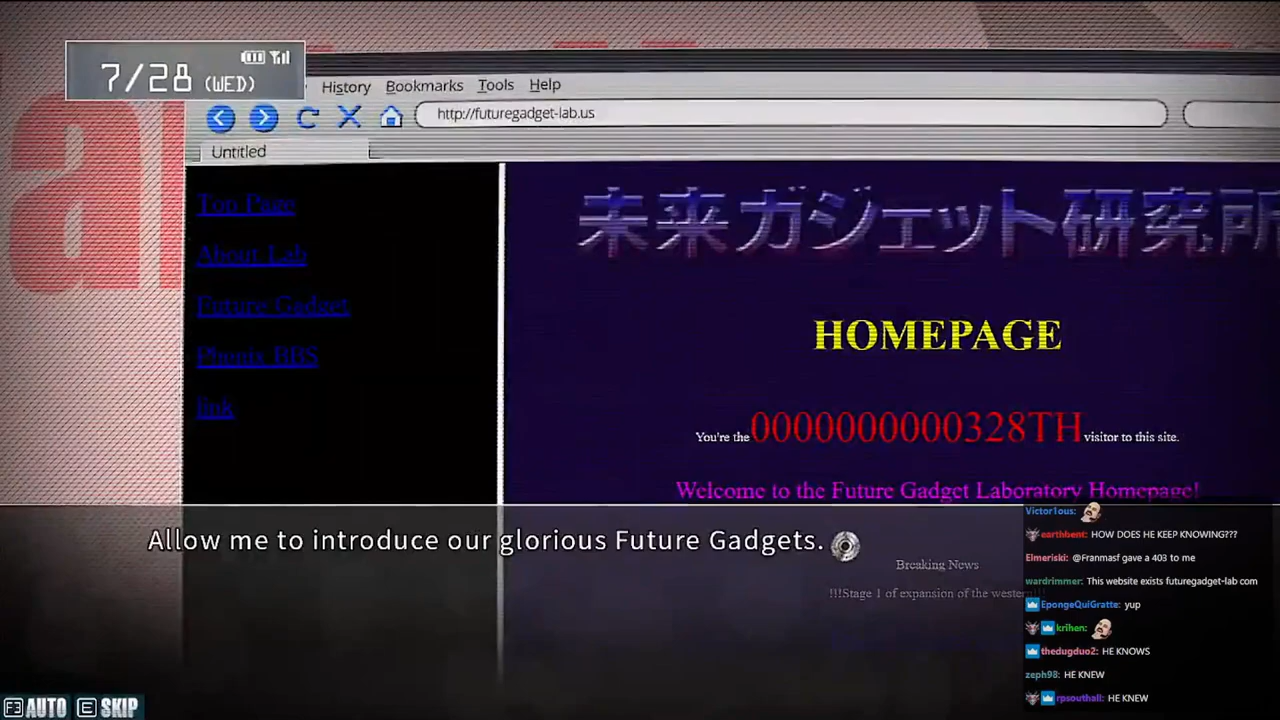 7/28 (WED)
al
History Bookmarks Tools Help
http://futuregadget-lab.us
Untitled
Top Page
About Lab
Future Gadget
Phenix BBS
link
未来ガジェット研究所
HOMEPAGE
You're the 0000000000328TH visitor to this site.
Welcome to the Future Gadget Laboratory Homepage!
Allow me to introduce our glorious Future Gadgets.
Breaking News
!!!Stage 1 of expansion of the western!!!
Victor1ous:
earthbent: HOW DOES HE KEEP KNOWING???
Elmeriski: @Franmasf gave a 403 to me
wardrimmer: This website exists futuregadget-lab com
EpongeQuiGratte: yup
krihen:
thedugduo2: HE KNOWS
zeph98: HE KNEW
rpsouthall: HE KNEW
F3 AUTO E SKIP